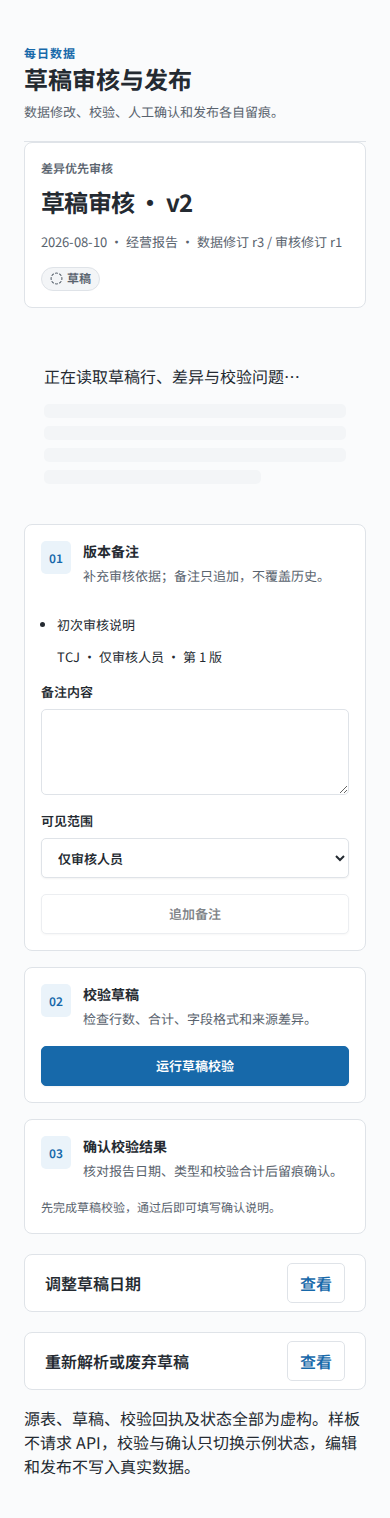 每日数据
草稿审核与发布
数据修改、校验、人工确认和发布各自留痕。
差异优先审核
草稿审核 · v2
2026-08-10 · 经营报告 · 数据修订 r3 / 审核修订 r1
草稿
正在读取草稿行、差异与校验问题…
01
版本备注
补充审核依据；备注只追加，不覆盖历史。
• 初次审核说明
TCJ · 仅审核人员 · 第 1 版
备注内容
可见范围
仅审核人员
追加备注
02
校验草稿
检查行数、合计、字段格式和来源差异。
运行草稿校验
03
确认校验结果
核对报告日期、类型和校验合计后留痕确认。
先完成草稿校验，通过后即可填写确认说明。
调整草稿日期
查看
重新解析或废弃草稿
查看
源表、草稿、校验回执及状态全部为虚构。样板
不请求 API，校验与确认只切换示例状态，编辑
和发布不写入真实数据。